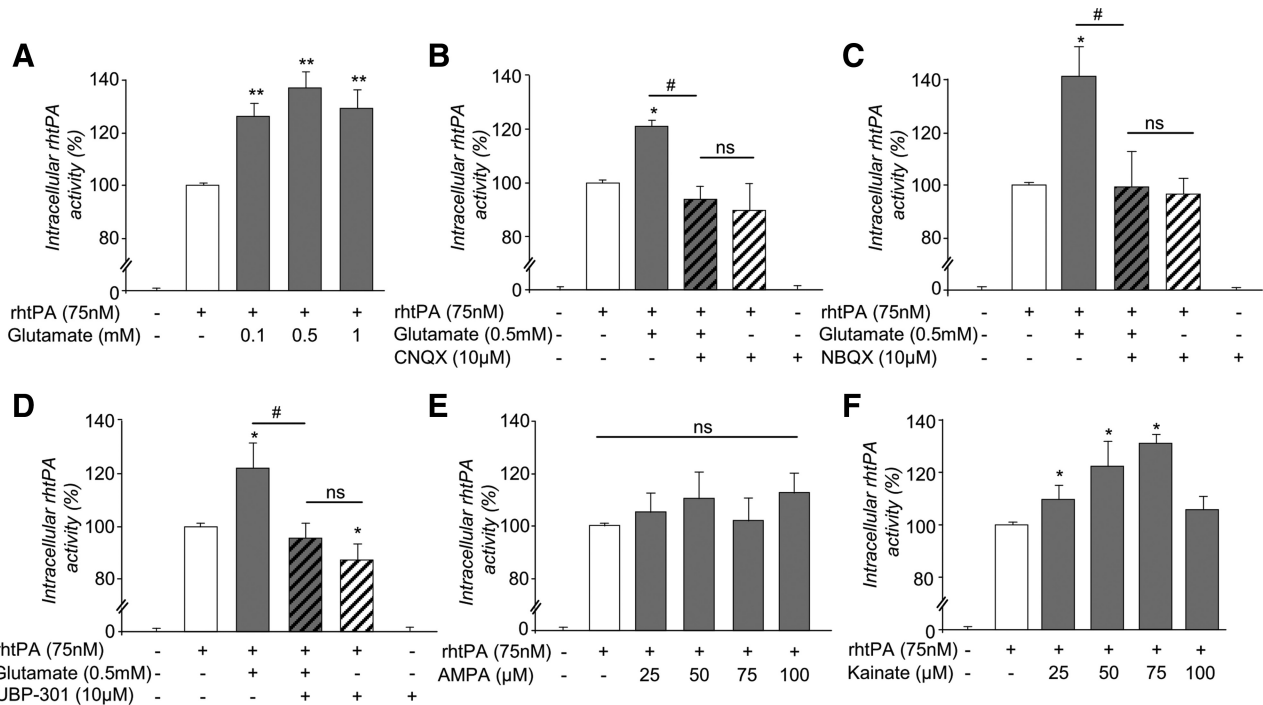 A
Intracellular rhtPA
activity (%)
140
120
100
80
0
** ** **
rhtPA (75nM) - + + + +
Glutamate (mM) - - 0.1 0.5 1
B
Intracellular rhtPA
activity (%)
140
120
100
80
0
#
*
ns
rhtPA (75nM) - + + + + -
Glutamate (0.5mM) - - + + - -
CNQX (10µM) - - - + + +
C
Intracellular rhtPA
activity (%)
140
120
100
80
0
#
*
ns
rhtPA (75nM) - + + + + -
Glutamate (0.5mM) - - + + - -
NBQX (10µM) - - - + + +
D
Intracellular rhtPA
activity (%)
140
120
100
80
0
#
*
ns
*
rhtPA (75nM) - + + + + -
Glutamate (0.5mM) - - + + - -
UBP-301 (10µM) - - - + + +
E
Intracellular rhtPA
activity (%)
140
120
100
80
0
ns
rhtPA (75nM) - + + + + +
AMPA (µM) - - 25 50 75 100
F
Intracellular rhtPA
activity (%)
140
120
100
80
0
* * *
rhtPA (75nM) - + + + + +
Kainate (µM) - - 25 50 75 100